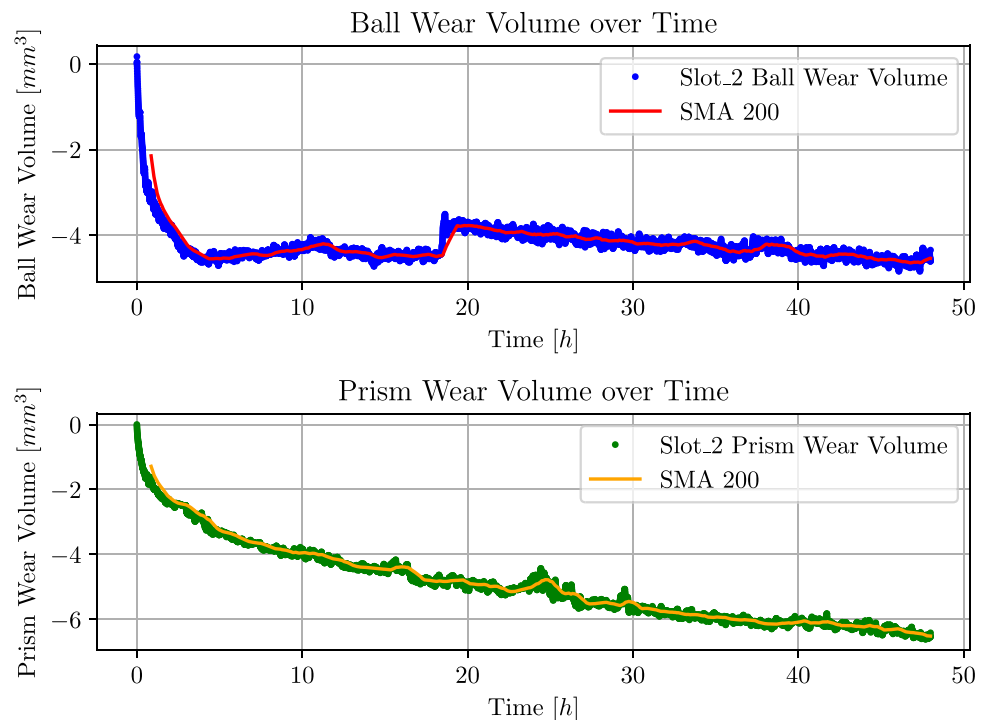 Ball Wear Volume over Time
Ball Wear Volume [mm³]
0
−2
−4
Slot_2 Ball Wear Volume
SMA 200
0 10 20 30 40 50
Time [h]
Prism Wear Volume over Time
Prism Wear Volume [mm³]
0
−2
−4
−6
Slot_2 Prism Wear Volume
SMA 200
0 10 20 30 40 50
Time [h]